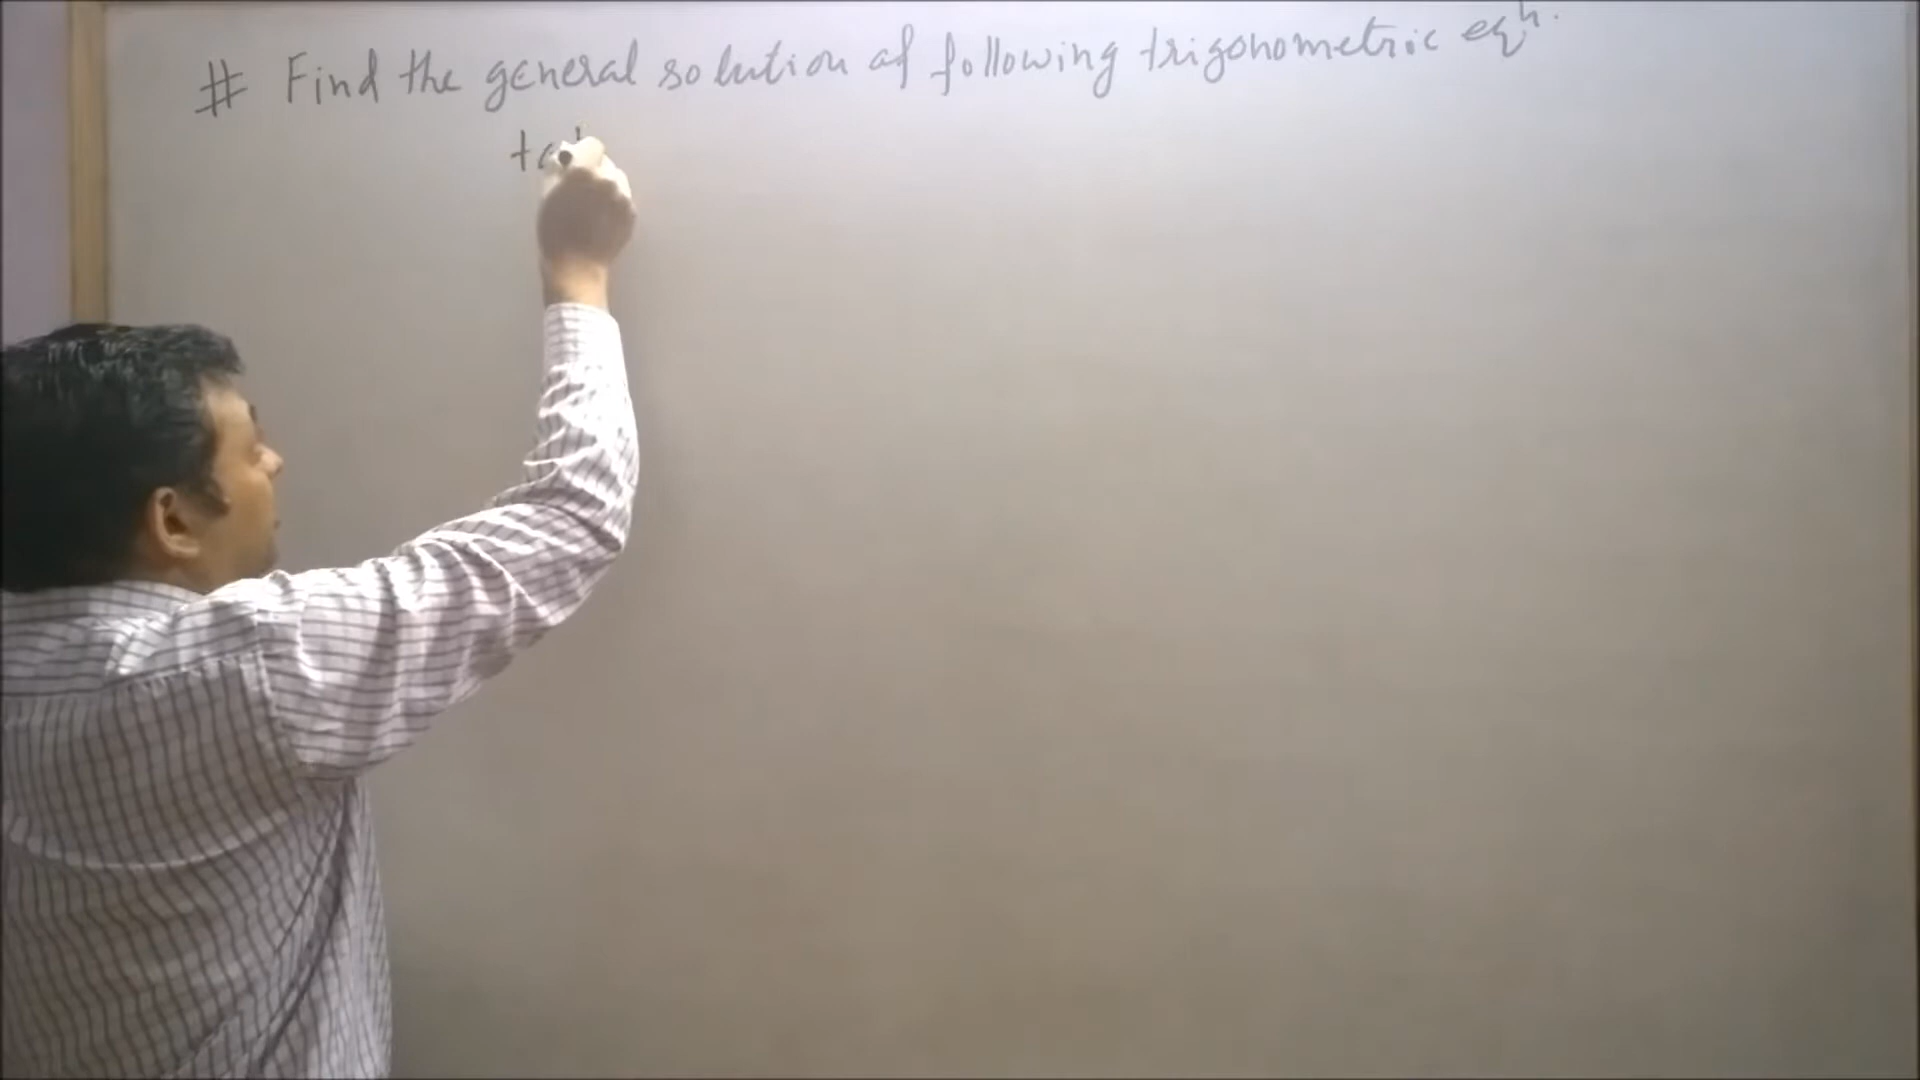 # Find the general solution of following trigonometric eqn.